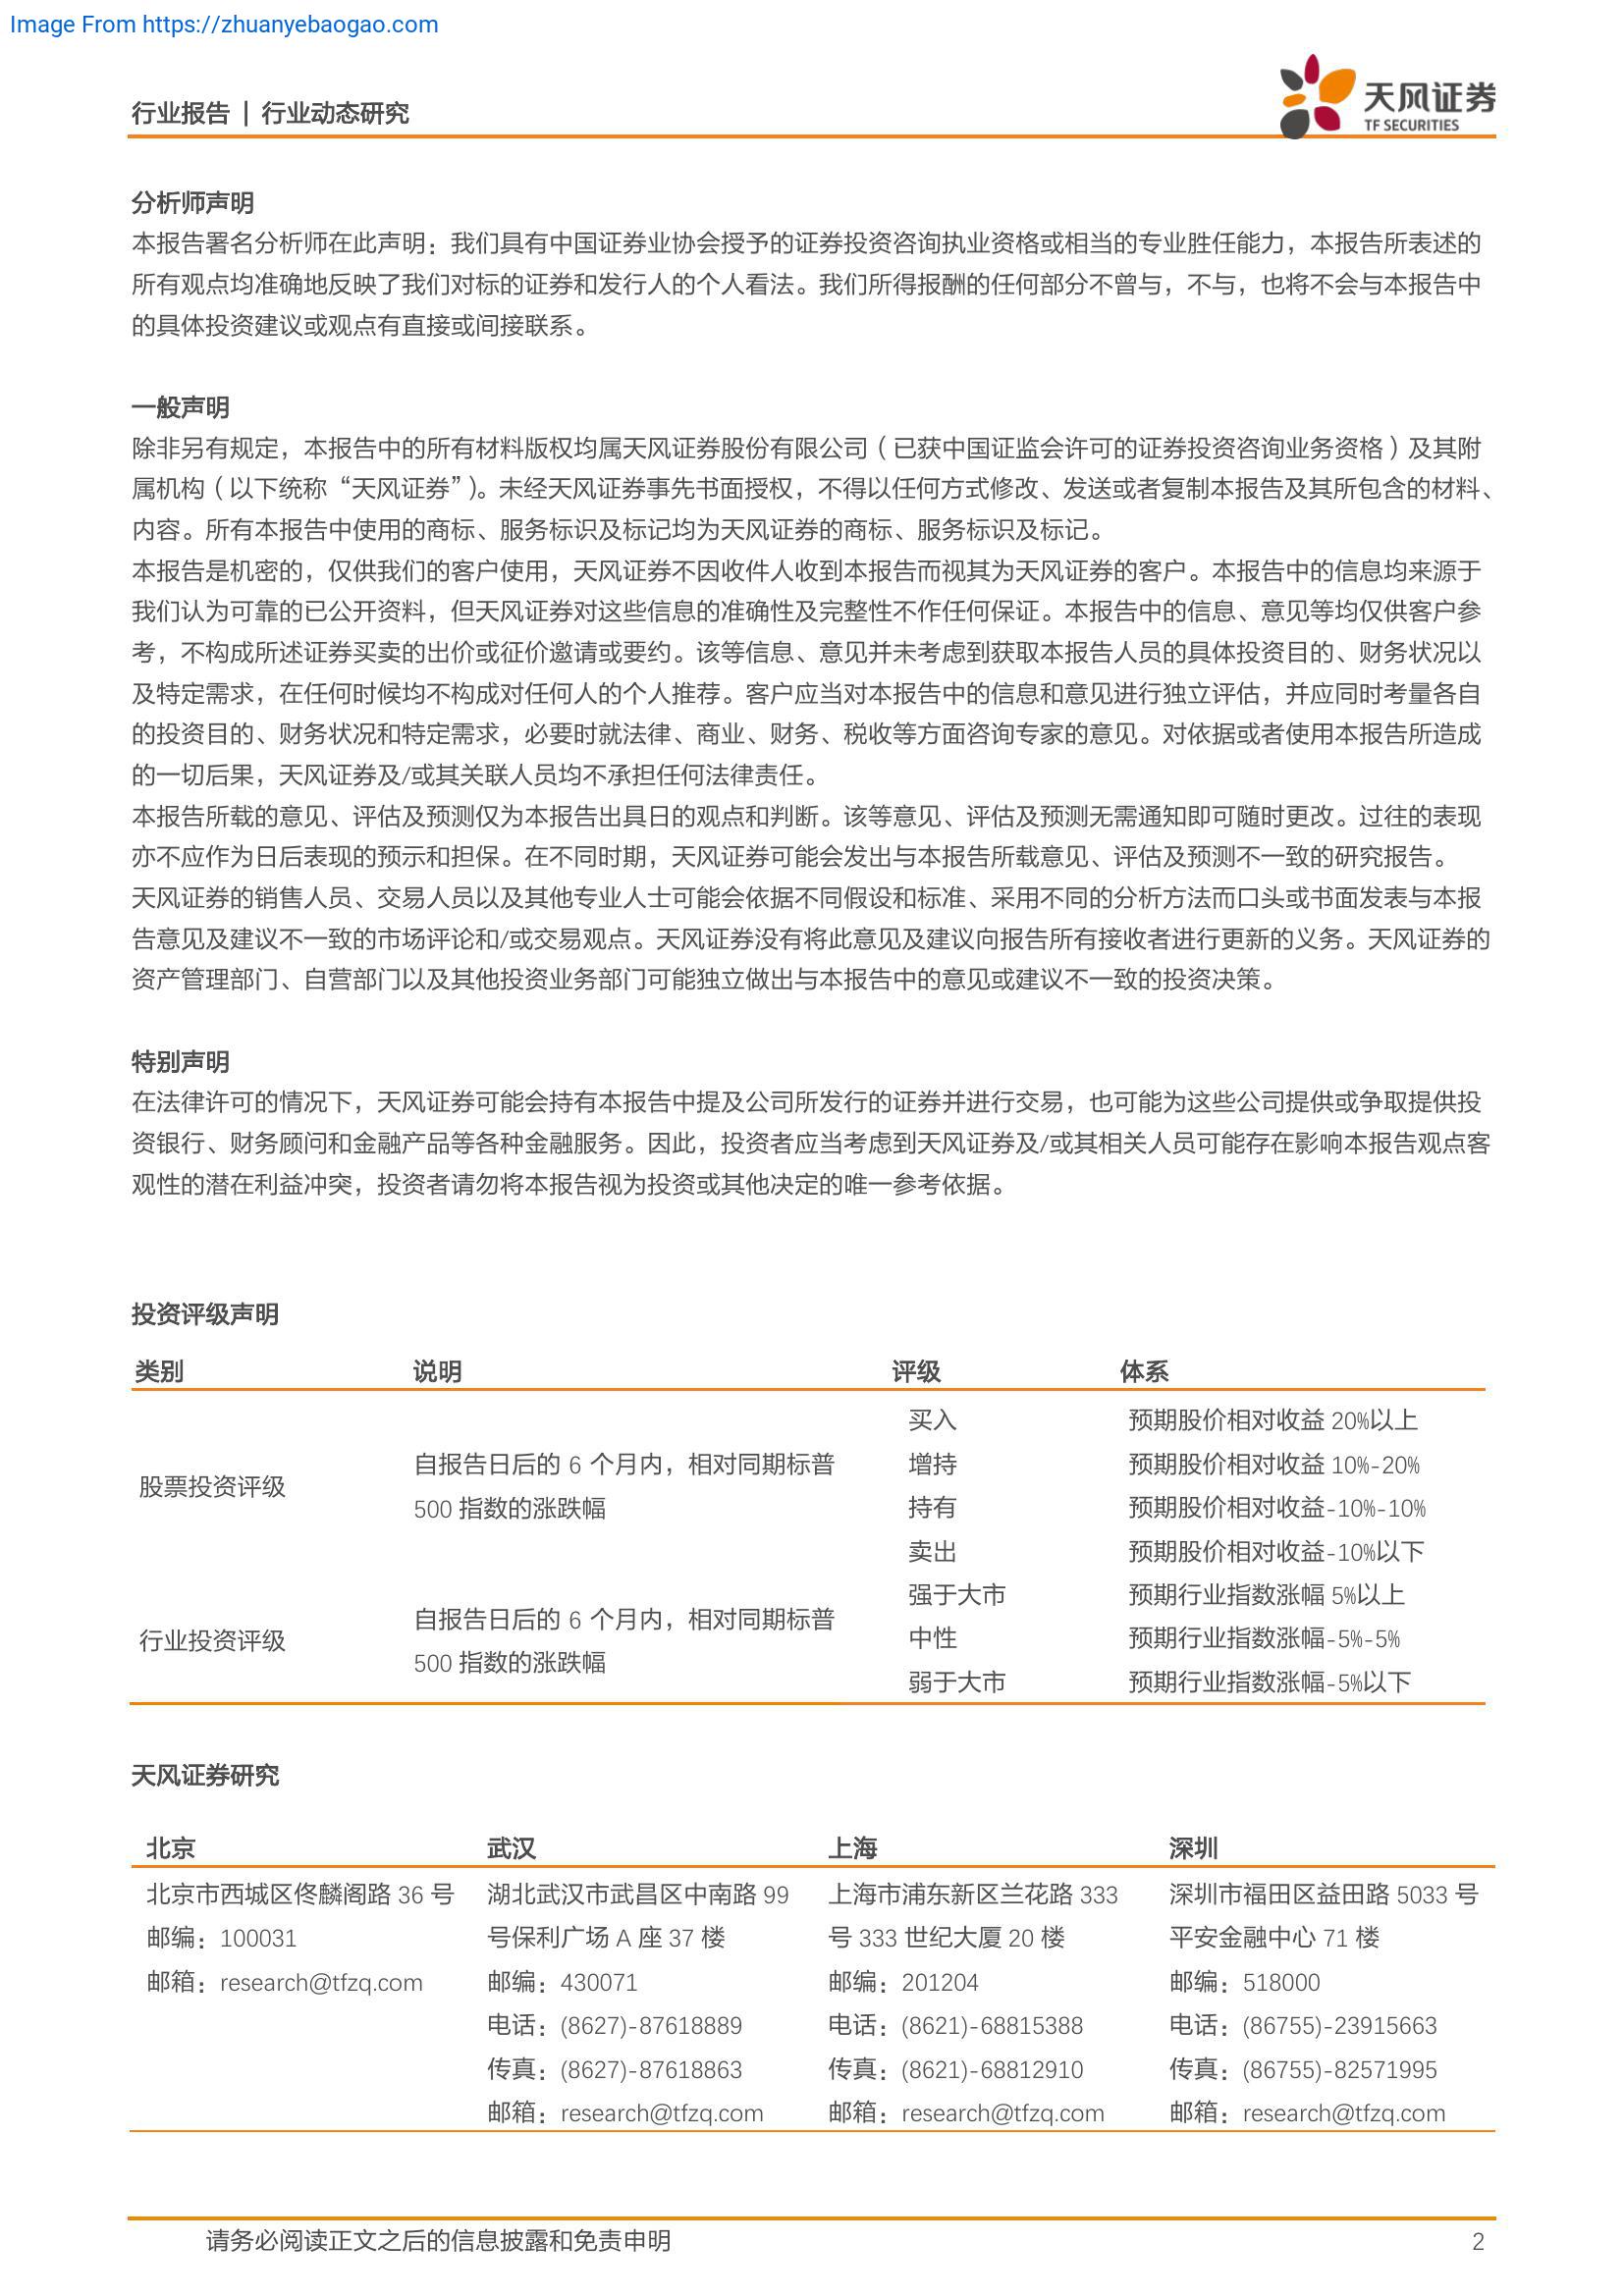 Image From https://zhuanyebaogao.com
行业报告 | 行业动态研究
天风证券
TF SECURITIES
分析师声明
本报告署名分析师在此声明：我们具有中国证券业协会授予的证券投资咨询执业资格或相当的专业胜任能力，本报告所表述的
所有观点均准确地反映了我们对标的证券和发行人的个人看法。我们所得报酬的任何部分不曾与，不与，也将不会与本报告中
的具体投资建议或观点有直接或间接联系。
一般声明
除非另有规定，本报告中的所有材料版权均属天风证券股份有限公司（已获中国证监会许可的证券投资咨询业务资格）及其附
属机构（以下统称“天风证券”）。未经天风证券事先书面授权，不得以任何方式修改、发送或者复制本报告及其所包含的材料、
内容。所有本报告中使用的商标、服务标识及标记均为天风证券的商标、服务标识及标记。
本报告是机密的，仅供我们的客户使用，天风证券不因收件人收到本报告而视其为天风证券的客户。本报告中的信息均来源于
我们认为可靠的已公开资料，但天风证券对这些信息的准确性及完整性不作任何保证。本报告中的信息、意见等均仅供客户参
考，不构成所述证券买卖的出价或征价邀请或要约。该等信息、意见并未考虑到获取本报告人员的具体投资目的、财务状况以
及特定需求，在任何时候均不构成对任何人的个人推荐。客户应当对本报告中的信息和意见进行独立评估，并应同时考量各自
的投资目的、财务状况和特定需求，必要时就法律、商业、财务、税收等方面咨询专家的意见。对依据或者使用本报告所造成
的一切后果，天风证券及/或其关联人员均不承担任何法律责任。
本报告所载的意见、评估及预测仅为本报告出具日的观点和判断。该等意见、评估及预测无需通知即可随时更改。过往的表现
亦不应作为日后表现的预示和担保。在不同时期，天风证券可能会发出与本报告所载意见、评估及预测不一致的研究报告。
天风证券的销售人员、交易人员以及其他专业人士可能会依据不同假设和标准、采用不同的分析方法而口头或书面发表与本报
告意见及建议不一致的市场评论和/或交易观点。天风证券没有将此意见及建议向报告所有接收者进行更新的义务。天风证券的
资产管理部门、自营部门以及其他投资业务部门可能独立做出与本报告中的意见或建议不一致的投资决策。
特别声明
在法律许可的情况下，天风证券可能会持有本报告中提及公司所发行的证券并进行交易，也可能为这些公司提供或争取提供投
资银行、财务顾问和金融产品等各种金融服务。因此，投资者应当考虑到天风证券及/或其相关人员可能存在影响本报告观点客
观性的潜在利益冲突，投资者请勿将本报告视为投资或其他决定的唯一参考依据。
投资评级声明
类别 说明 评级 体系
股票投资评级
自报告日后的 6 个月内，相对同期标普
500 指数的涨跌幅
买入 预期股价相对收益 20%以上
增持 预期股价相对收益 10%-20%
持有 预期股价相对收益-10%-10%
卖出 预期股价相对收益-10%以下
行业投资评级
自报告日后的 6 个月内，相对同期标普
500 指数的涨跌幅
强于大市 预期行业指数涨幅 5%以上
中性 预期行业指数涨幅-5%-5%
弱于大市 预期行业指数涨幅-5%以下
天风证券研究
北京 武汉 上海 深圳
北京市西城区佟麟阁路 36 号
邮编：100031
邮箱：research@tfzq.com
湖北武汉市武昌区中南路 99
号保利广场 A 座 37 楼
邮编：430071
电话：(8627)-87618889
传真：(8627)-87618863
邮箱：research@tfzq.com
上海市浦东新区兰花路 333
号 333 世纪大厦 20 楼
邮编：201204
电话：(8621)-68815388
传真：(8621)-68812910
邮箱：research@tfzq.com
深圳市福田区益田路 5033 号
平安金融中心 71 楼
邮编：518000
电话：(86755)-23915663
传真：(86755)-82571995
邮箱：research@tfzq.com
请务必阅读正文之后的信息披露和免责申明 2